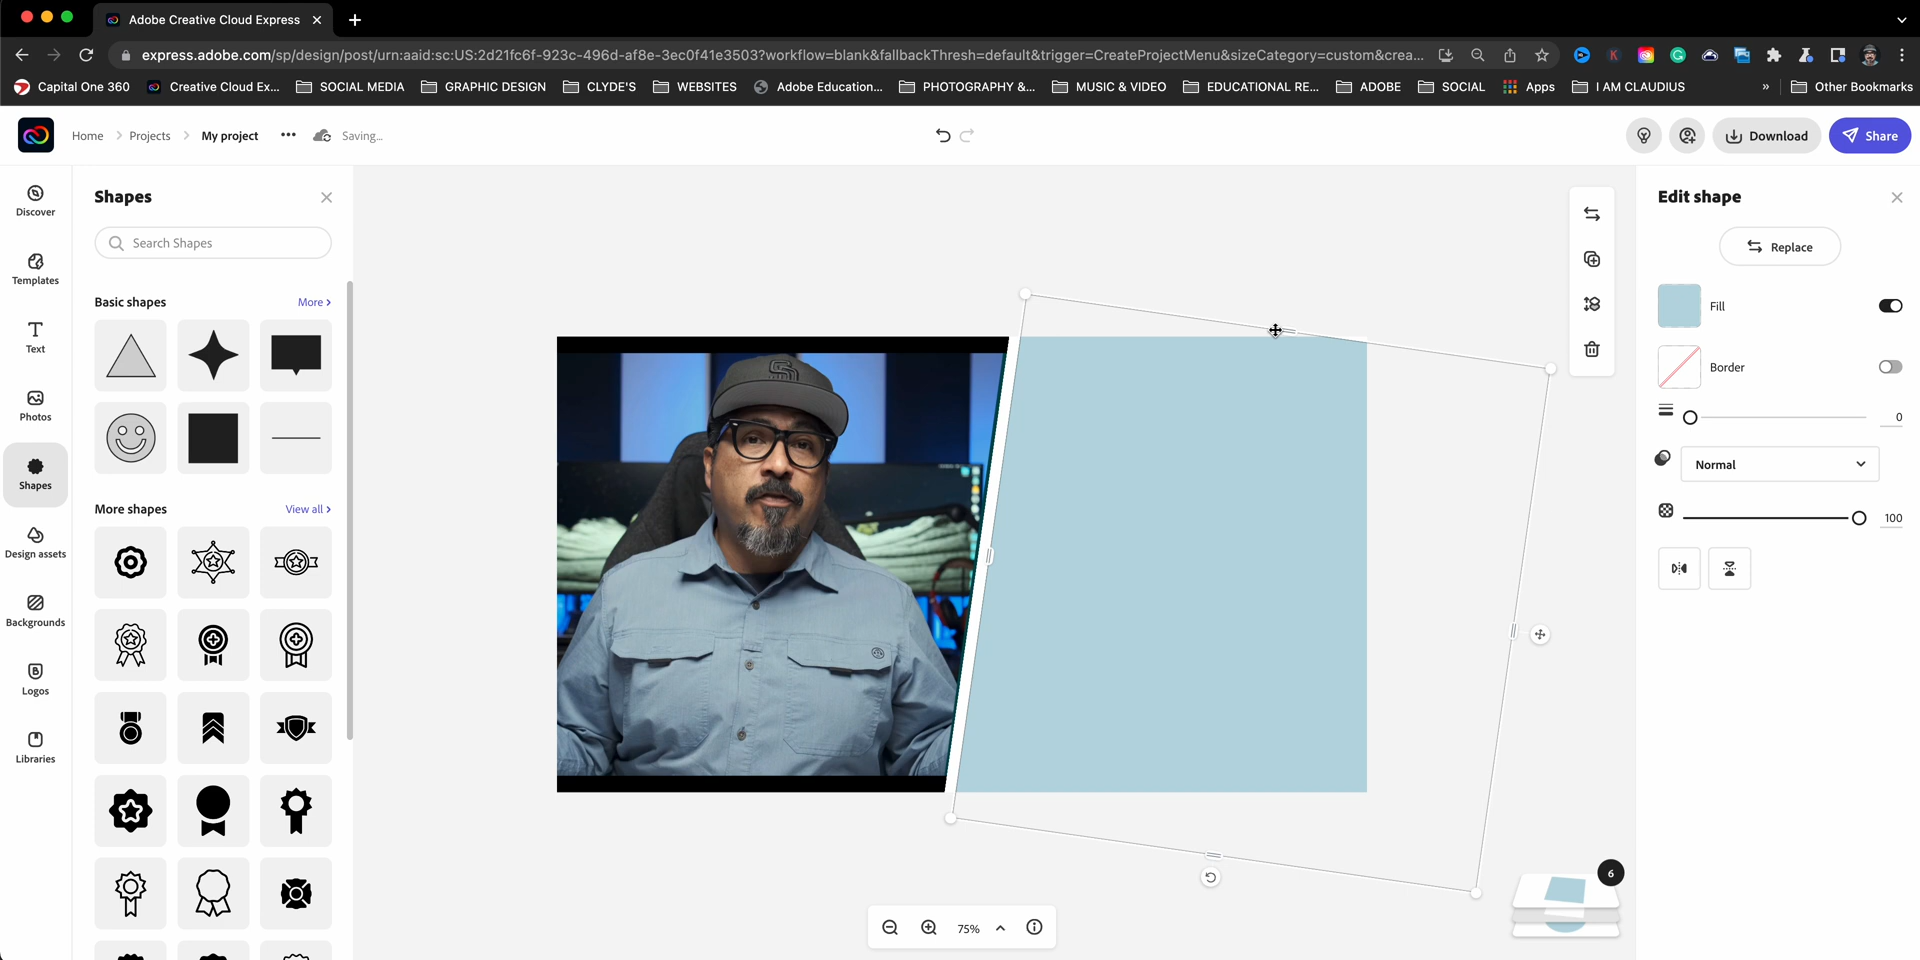 Adobe Creative Cloud Express
express.adobe.com/sp/design/post/urn:aaid:sc:US:2d21fc6f-923c-496d-af8e-3ec0f41e3503?workflow=blank&fallbackThresh=default&trigger=CreateProjectMenu&sizeCategory=custom&crea...
Capital One 360 Creative Cloud Ex... SOCIAL MEDIA GRAPHIC DESIGN CLYDE'S WEBSITES Adobe Education... PHOTOGRAPHY &... MUSIC & VIDEO EDUCATIONAL RE... ADOBE SOCIAL Apps I AM CLAUDIUS » Other Bookmarks
Home Projects My project ••• Saving... Download Share
Discover
Templates
Text
Photos
Shapes
Design assets
Backgrounds
Logos
Libraries
Shapes
Search Shapes
Basic shapes More
More shapes View all
75%
6
Edit shape
Replace
Fill
Border
0
Normal
100